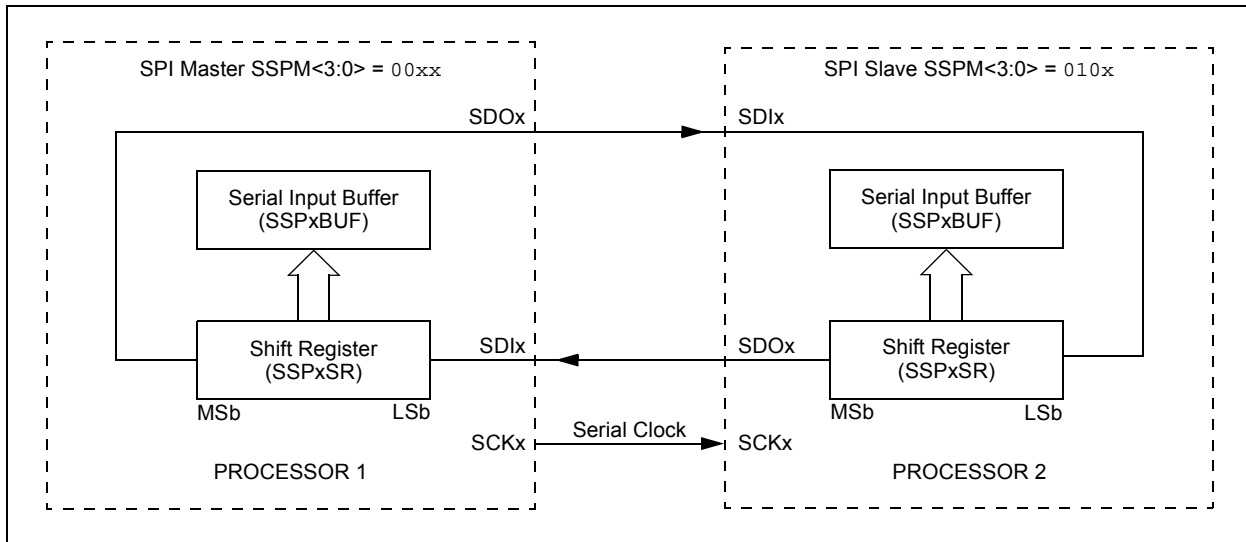 SPI Master SSPM<3:0> = 00xx
SPI Slave SSPM<3:0> = 010x
SDOx
SDIx
Serial Input Buffer
(SSPxBUF)
Serial Input Buffer
(SSPxBUF)
Shift Register
(SSPxSR)
SDIx
SDOx
Shift Register
(SSPxSR)
MSb
LSb
MSb
LSb
SCKx
Serial Clock
SCKx
PROCESSOR 1
PROCESSOR 2